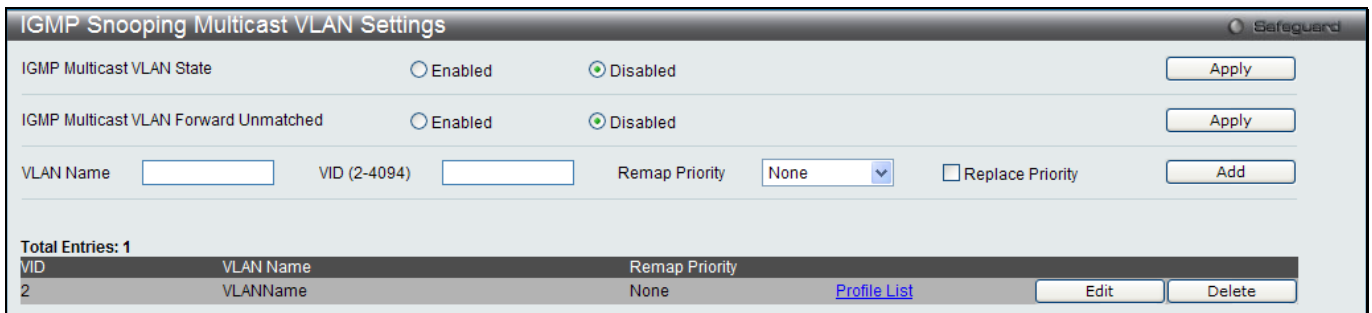 IGMP Snooping Multicast VLAN Settings Safeguard
IGMP Multicast VLAN State Enabled Disabled Apply
IGMP Multicast VLAN Forward Unmatched Enabled Disabled Apply
VLAN Name VID (2-4094) Remap Priority None Replace Priority Add
Total Entries: 1
VID VLAN Name Remap Priority
2 VLANName None Profile List Edit Delete